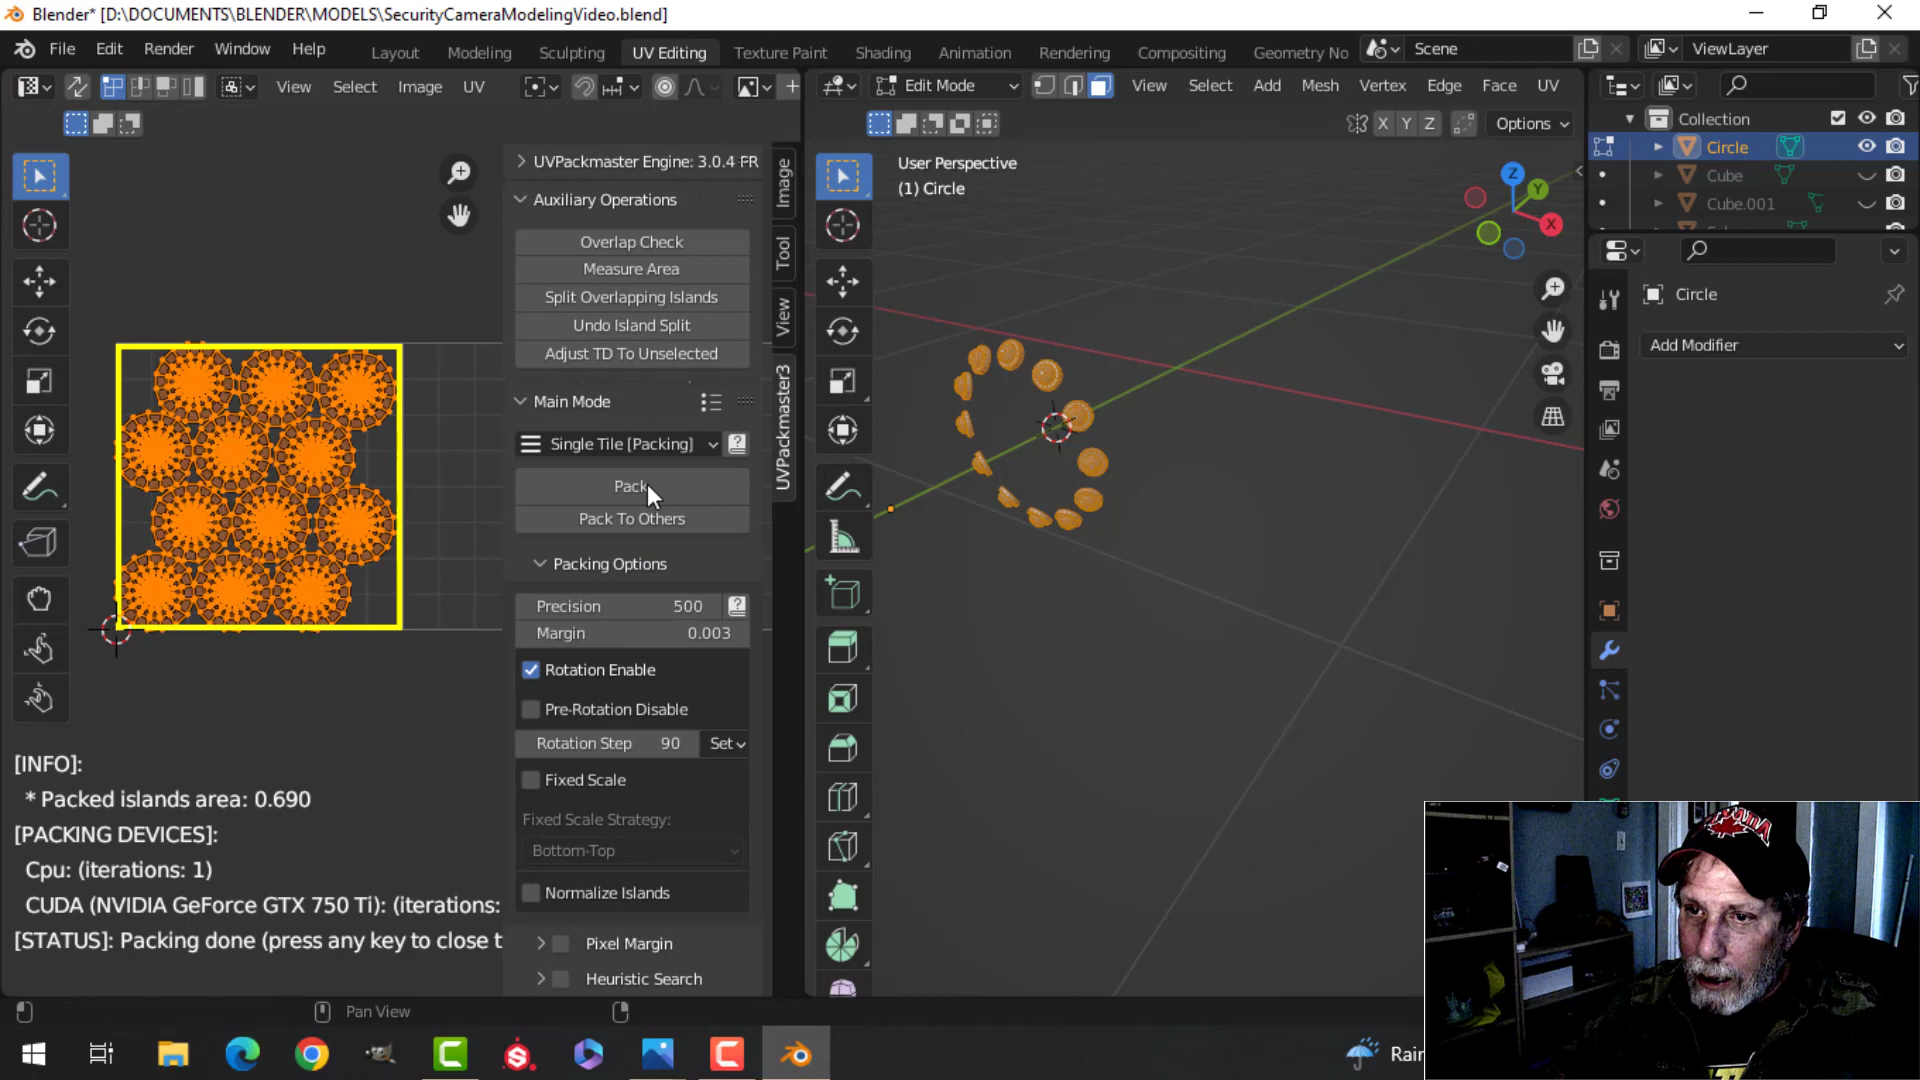 Blender* [D:\DOCUMENTS\BLENDER\MODELS\SecurityCameraModelingVideo.blend]
File Edit Render Window Help Layout Modeling Sculpting UV Editing Texture Paint Shading Animation Rendering Compositing Geometry No Scene ViewLayer
View Select Image UV Edit Mode View Select Add Mesh Vertex Edge Face UV
X Y Z Options
Collection
Circle
Cube
Cube.001
UVPackmaster Engine: 3.0.4 FR
Auxiliary Operations
Overlap Check
Measure Area
Split Overlapping Islands
Undo Island Split
Adjust TD To Unselected
Main Mode
Single Tile [Packing]
Pack
Pack To Others
Packing Options
Precision 500
Margin 0.003
Rotation Enable
Pre-Rotation Disable
Rotation Step 90 Set
Fixed Scale
Fixed Scale Strategy:
Bottom-Top
Normalize Islands
Pixel Margin
Heuristic Search
Image
Tool
View
UVPackmaster3
User Perspective
(1) Circle
Z
Y
X
Circle
Add Modifier
[INFO]:
* Packed islands area: 0.690
[PACKING DEVICES]:
Cpu: (iterations: 1)
CUDA (NVIDIA GeForce GTX 750 Ti): (iterations:
[STATUS]: Packing done (press any key to close t
Pan View
Rain